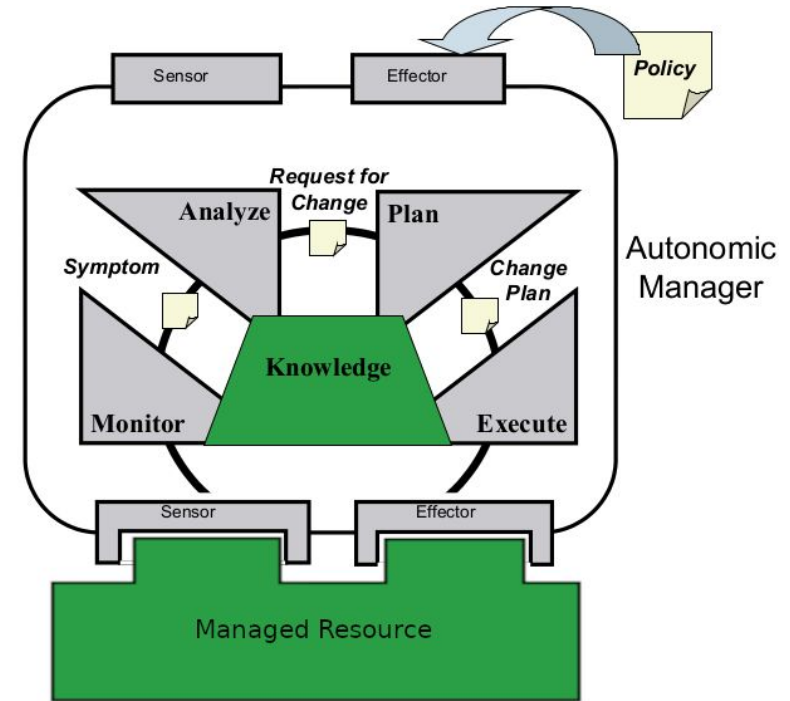 Sensor
Effector
Policy
Request for
Change
Analyze
Plan
Symptom
Change
Plan
Autonomic
Manager
Knowledge
Monitor
Execute
Sensor
Effector
Managed Resource